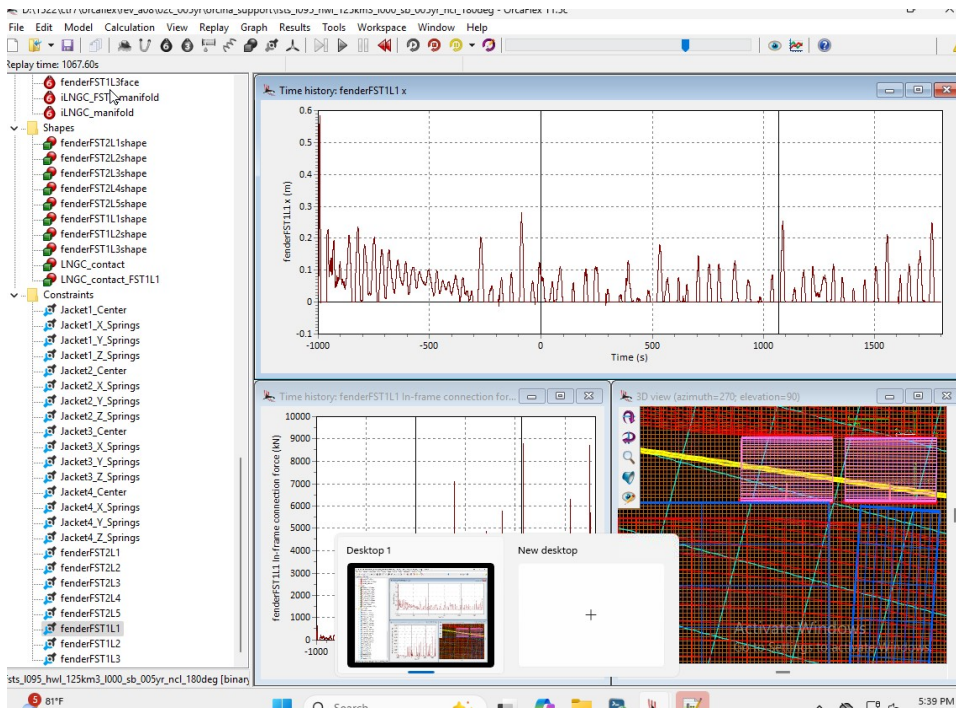 File Edit Model Calculation View Replay Graph Results Tools Workspace Window Help
Replay time: 1067.60s
fenderFST1L3face
iLNGC_manifold
Shapes
fenderFST2L1shape
fenderFST2L2shape
fenderFST2L3shape
fenderFST2L4shape
fenderFST2L5shape
fenderFST1L1shape
fenderFST1L2shape
fenderFST1L3shape
LNGC_contact
LNGC_contact_FST1L1
Constraints
Jacket1_Center
Jacket1_X_Springs
Jacket1_Y_Springs
Jacket1_Z_Springs
Jacket2_Center
Jacket2_X_Springs
Jacket2_Y_Springs
Jacket2_Z_Springs
Jacket3_Center
Jacket3_X_Springs
Jacket3_Y_Springs
Jacket3_Z_Springs
Jacket4_Center
Jacket4_X_Springs
Jacket4_Y_Springs
Jacket4_Z_Springs
fenderFST2L1
fenderFST2L2
fenderFST2L3
fenderFST2L4
fenderFST2L5
fenderFST1L1
fenderFST1L2
fenderFST1L3
Time history: fenderFST1L1 x
fenderFST1L1 x (m)
0.6
0.5
0.4
0.3
0.2
0.1
0
-0.1
-1000 -500 0 500 1000 1500
Time (s)
Time history: fenderFST1L1 In-frame connection for...
fenderFST1L1 In-frame connection force (kN)
10000
9000
8000
7000
6000
5000
4000
3000
2000
1000
0
-1000
3D view (azimuth=270; elevation=90)
Desktop 1
New desktop
Activate Windows
sts_l095_hwl_125km3_l000_sb_005yr_ncl_180deg [binary
5
81°F
Search
5:39 PM